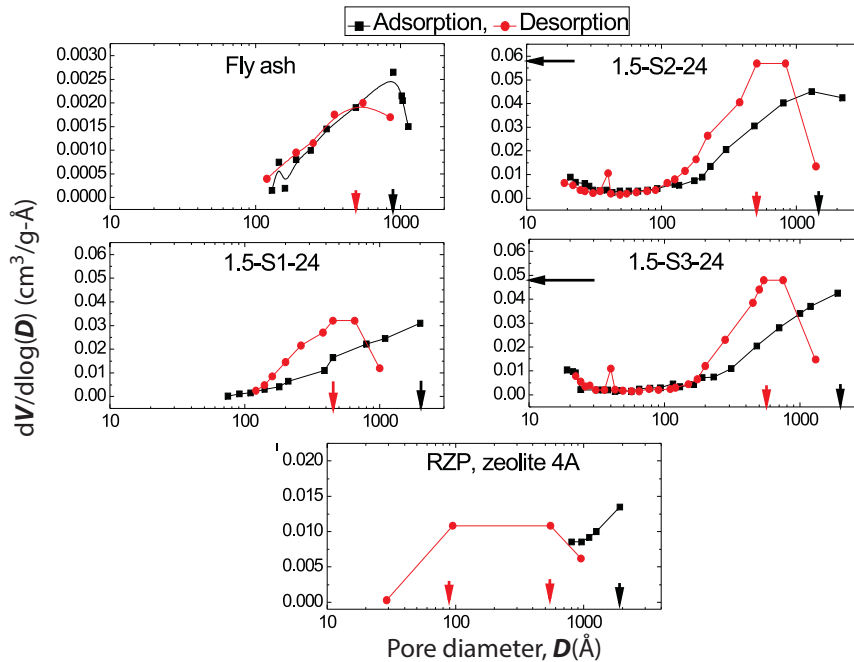 Adsorption, Desorption
dV/dlog(D) (cm³/g-Å)
Fly ash
0.0030
0.0025
0.0020
0.0015
0.0010
0.0005
0.0000
10 100 1000
1.5-S2-24
0.06
0.05
0.04
0.03
0.02
0.01
0.00
10 100 1000
1.5-S1-24
0.06
0.05
0.04
0.03
0.02
0.01
0.00
10 100 1000
1.5-S3-24
0.06
0.05
0.04
0.03
0.02
0.01
0.00
10 100 1000
RZP, zeolite 4A
0.020
0.015
0.010
0.005
0.000
10 100 1000
Pore diameter, D(Å)